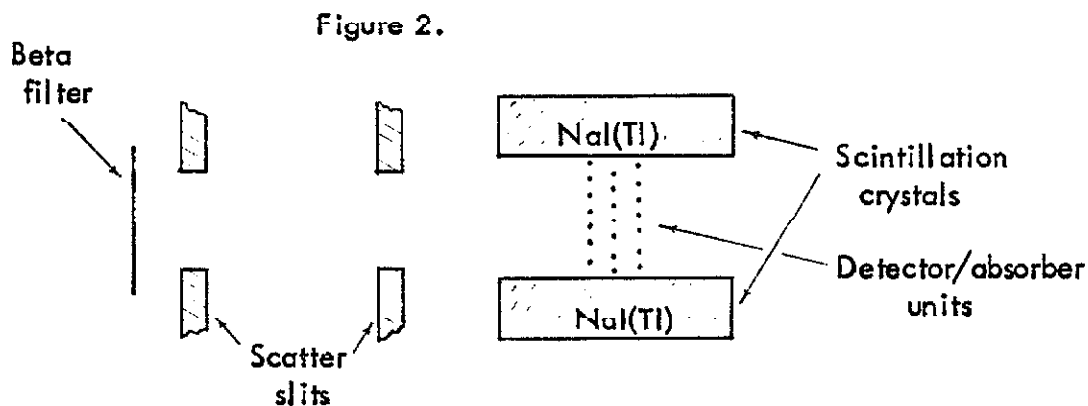 Figure 2.
Beta
filter
NaI(Tl)
Scintillation
crystals
Detector/absorber
units
NaI(Tl)
Scatter
slits